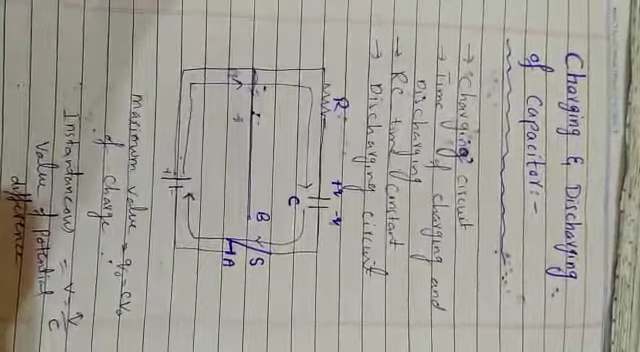 Charging & Discharging
of Capacitor:-
→ Charging circuit
→ Time of charging and
Discharging
→ RC time constant
→ Discharging circuit
R
+q -q
C
B
S
A
+
maximum value = q₀ = CV₀
of charge
Instantaneous = V = q/C
value of potential
difference